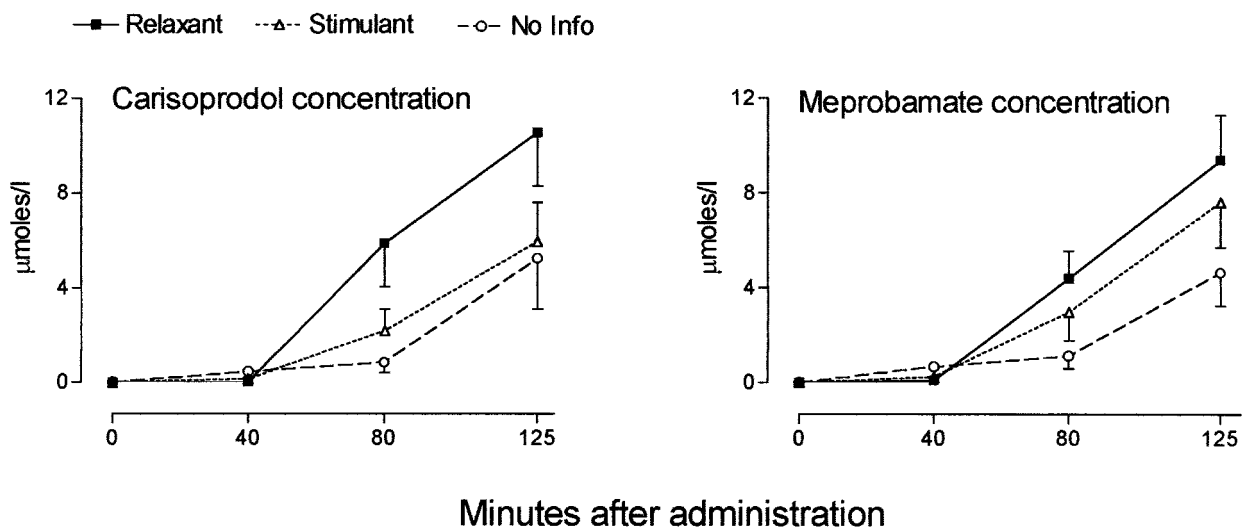 Relaxant Stimulant No Info
Carisoprodol concentration
12
8
4
0
μmoles/l
0 40 80 125
Meprobamate concentration
12
8
4
0
μmoles/l
0 40 80 125
Minutes after administration